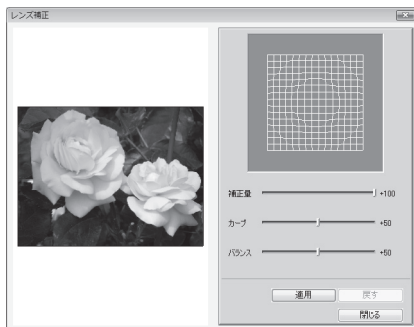 レンズ補正
補正量 +100
カーブ +50
バランス +50
適用 戻す
閉じる